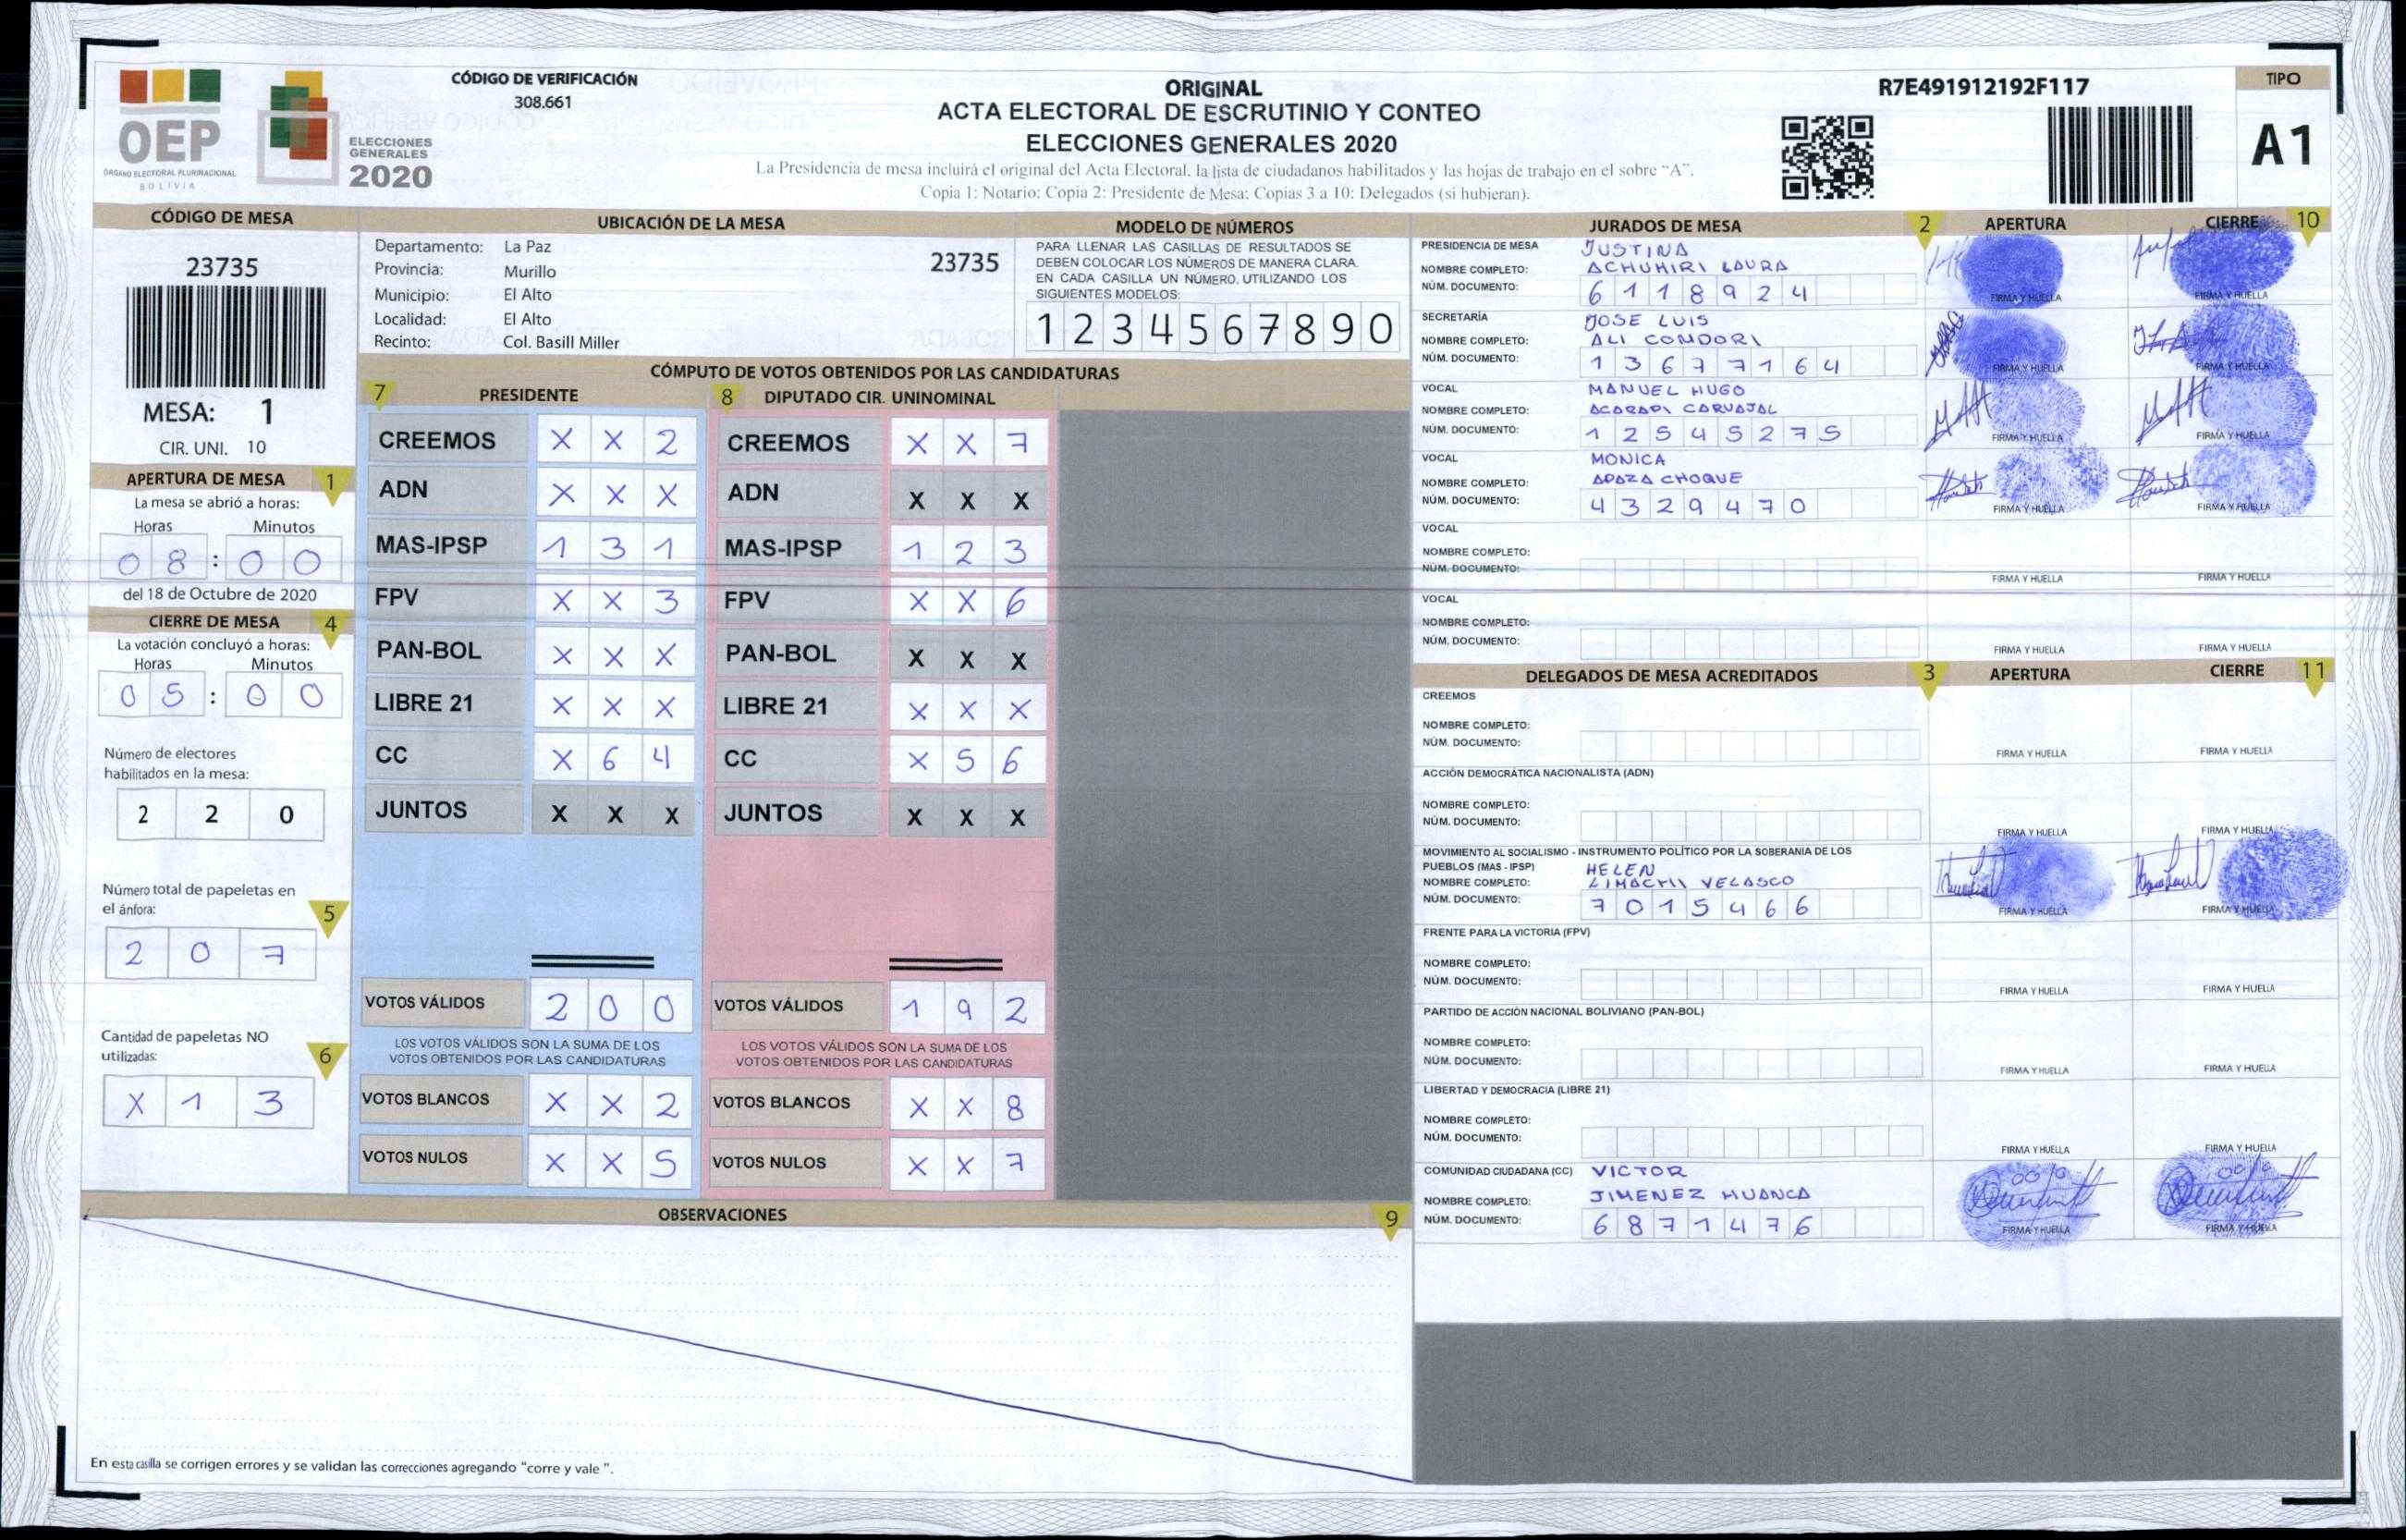 OEP
ÓRGANO ELECTORAL PLURINACIONAL
BOLIVIA
ELECCIONES
GENERALES
2020
CÓDIGO DE VERIFICACIÓN
308.661
ORIGINAL
ACTA ELECTORAL DE ESCRUTINIO Y CONTEO
ELECCIONES GENERALES 2020
La Presidencia de mesa incluirá el original del Acta Electoral, la lista de ciudadanos habilitados y las hojas de trabajo en el sobre "A".
Copia 1: Notario: Copia 2: Presidente de Mesa: Copias 3 a 10: Delegados (si hubieran).
R7E491912192F117
TIPO
A1
CÓDIGO DE MESA
23735
MESA: 1
CIR. UNI. 10
APERTURA DE MESA 1
La mesa se abrió a horas:
Horas Minutos
0 8 : 0 0
del 18 de Octubre de 2020
CIERRE DE MESA 4
La votación concluyó a horas:
Horas Minutos
0 5 : 0 0
Número de electores
habilitados en la mesa:
2 2 0
Número total de papeletas en
el ánfora: 5
2 0 7
Cantidad de papeletas NO
utilizadas: 6
X 1 3
UBICACIÓN DE LA MESA
Departamento: La Paz
23735
Provincia: Murillo
Municipio: El Alto
Localidad: El Alto
Recinto: Col. Basill Miller
MODELO DE NÚMEROS
PARA LLENAR LAS CASILLAS DE RESULTADOS SE
DEBEN COLOCAR LOS NÚMEROS DE MANERA CLARA.
EN CADA CASILLA UN NÚMERO, UTILIZANDO LOS
SIGUIENTES MODELOS:
1 2 3 4 5 6 7 8 9 0
CÓMPUTO DE VOTOS OBTENIDOS POR LAS CANDIDATURAS
7 PRESIDENTE
CREEMOS X X 2
ADN X X X
MAS-IPSP 1 3 1
FPV X X 3
PAN-BOL X X X
LIBRE 21 X X X
CC X 6 4
JUNTOS X X X
VOTOS VÁLIDOS 2 0 0
LOS VOTOS VÁLIDOS SON LA SUMA DE LOS
VOTOS OBTENIDOS POR LAS CANDIDATURAS
VOTOS BLANCOS X X 2
VOTOS NULOS X X 5
8 DIPUTADO CIR. UNINOMINAL
CREEMOS X X 7
ADN X X X
MAS-IPSP 1 2 3
FPV X X 6
PAN-BOL X X X
LIBRE 21 X X X
CC X 5 6
JUNTOS X X X
VOTOS VÁLIDOS 1 9 2
LOS VOTOS VÁLIDOS SON LA SUMA DE LOS
VOTOS OBTENIDOS POR LAS CANDIDATURAS
VOTOS BLANCOS X X 8
VOTOS NULOS X X 7
OBSERVACIONES 9
En esta casilla se corrigen errores y se validan las correcciones agregando "corre y vale ".
JURADOS DE MESA 2 APERTURA CIERRE 10
PRESIDENCIA DE MESA JUSTINA
NOMBRE COMPLETO: ACHUHIRI LAURA
NÚM. DOCUMENTO: 6 1 1 8 9 2 4
FIRMA Y HUELLA FIRMA Y HUELLA
SECRETARÍA JOSE LUIS
NOMBRE COMPLETO: ALI CONDORI
NÚM. DOCUMENTO: 1 3 6 7 7 1 6 4
FIRMA Y HUELLA FIRMA Y HUELLA
VOCAL MANUEL HUGO
NOMBRE COMPLETO: ACARAPI CARVAJAL
NÚM. DOCUMENTO: 1 2 5 4 5 2 7 5
FIRMA Y HUELLA FIRMA Y HUELLA
VOCAL MONICA
NOMBRE COMPLETO: APAZA CHOQUE
NÚM. DOCUMENTO: 4 3 2 9 4 7 0
FIRMA Y HUELLA FIRMA Y HUELLA
VOCAL
NOMBRE COMPLETO:
NÚM. DOCUMENTO:
FIRMA Y HUELLA FIRMA Y HUELLA
VOCAL
NOMBRE COMPLETO:
NÚM. DOCUMENTO:
FIRMA Y HUELLA FIRMA Y HUELLA
DELEGADOS DE MESA ACREDITADOS 3 APERTURA CIERRE 11
CREEMOS
NOMBRE COMPLETO:
NÚM. DOCUMENTO:
FIRMA Y HUELLA FIRMA Y HUELLA
ACCIÓN DEMOCRÁTICA NACIONALISTA (ADN)
NOMBRE COMPLETO:
NÚM. DOCUMENTO:
FIRMA Y HUELLA FIRMA Y HUELLA
MOVIMIENTO AL SOCIALISMO - INSTRUMENTO POLÍTICO POR LA SOBERANIA DE LOS
PUEBLOS (MAS - IPSP) HELEN
NOMBRE COMPLETO: LIMACHI VELASCO
NÚM. DOCUMENTO: 7 0 1 5 4 6 6
FIRMA Y HUELLA FIRMA Y HUELLA
FRENTE PARA LA VICTORIA (FPV)
NOMBRE COMPLETO:
NÚM. DOCUMENTO:
FIRMA Y HUELLA FIRMA Y HUELLA
PARTIDO DE ACCIÓN NACIONAL BOLIVIANO (PAN-BOL)
NOMBRE COMPLETO:
NÚM. DOCUMENTO:
FIRMA Y HUELLA FIRMA Y HUELLA
LIBERTAD Y DEMOCRACIA (LIBRE 21)
NOMBRE COMPLETO:
NÚM. DOCUMENTO:
FIRMA Y HUELLA FIRMA Y HUELLA
COMUNIDAD CIUDADANA (CC) VICTOR
NOMBRE COMPLETO: JIMENEZ HUANCA
NÚM. DOCUMENTO: 6 8 7 1 4 7 6
FIRMA Y HUELLA FIRMA Y HUELLA